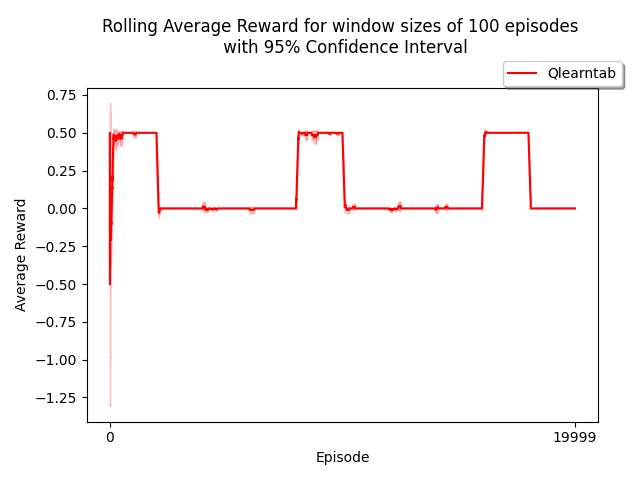 Rolling Average Reward for window sizes of 100 episodes
with 95% Confidence Interval
Qlearntab
0.75
0.50
0.25
0.00
−0.25
−0.50
−0.75
−1.00
−1.25
Average Reward
0
19999
Episode